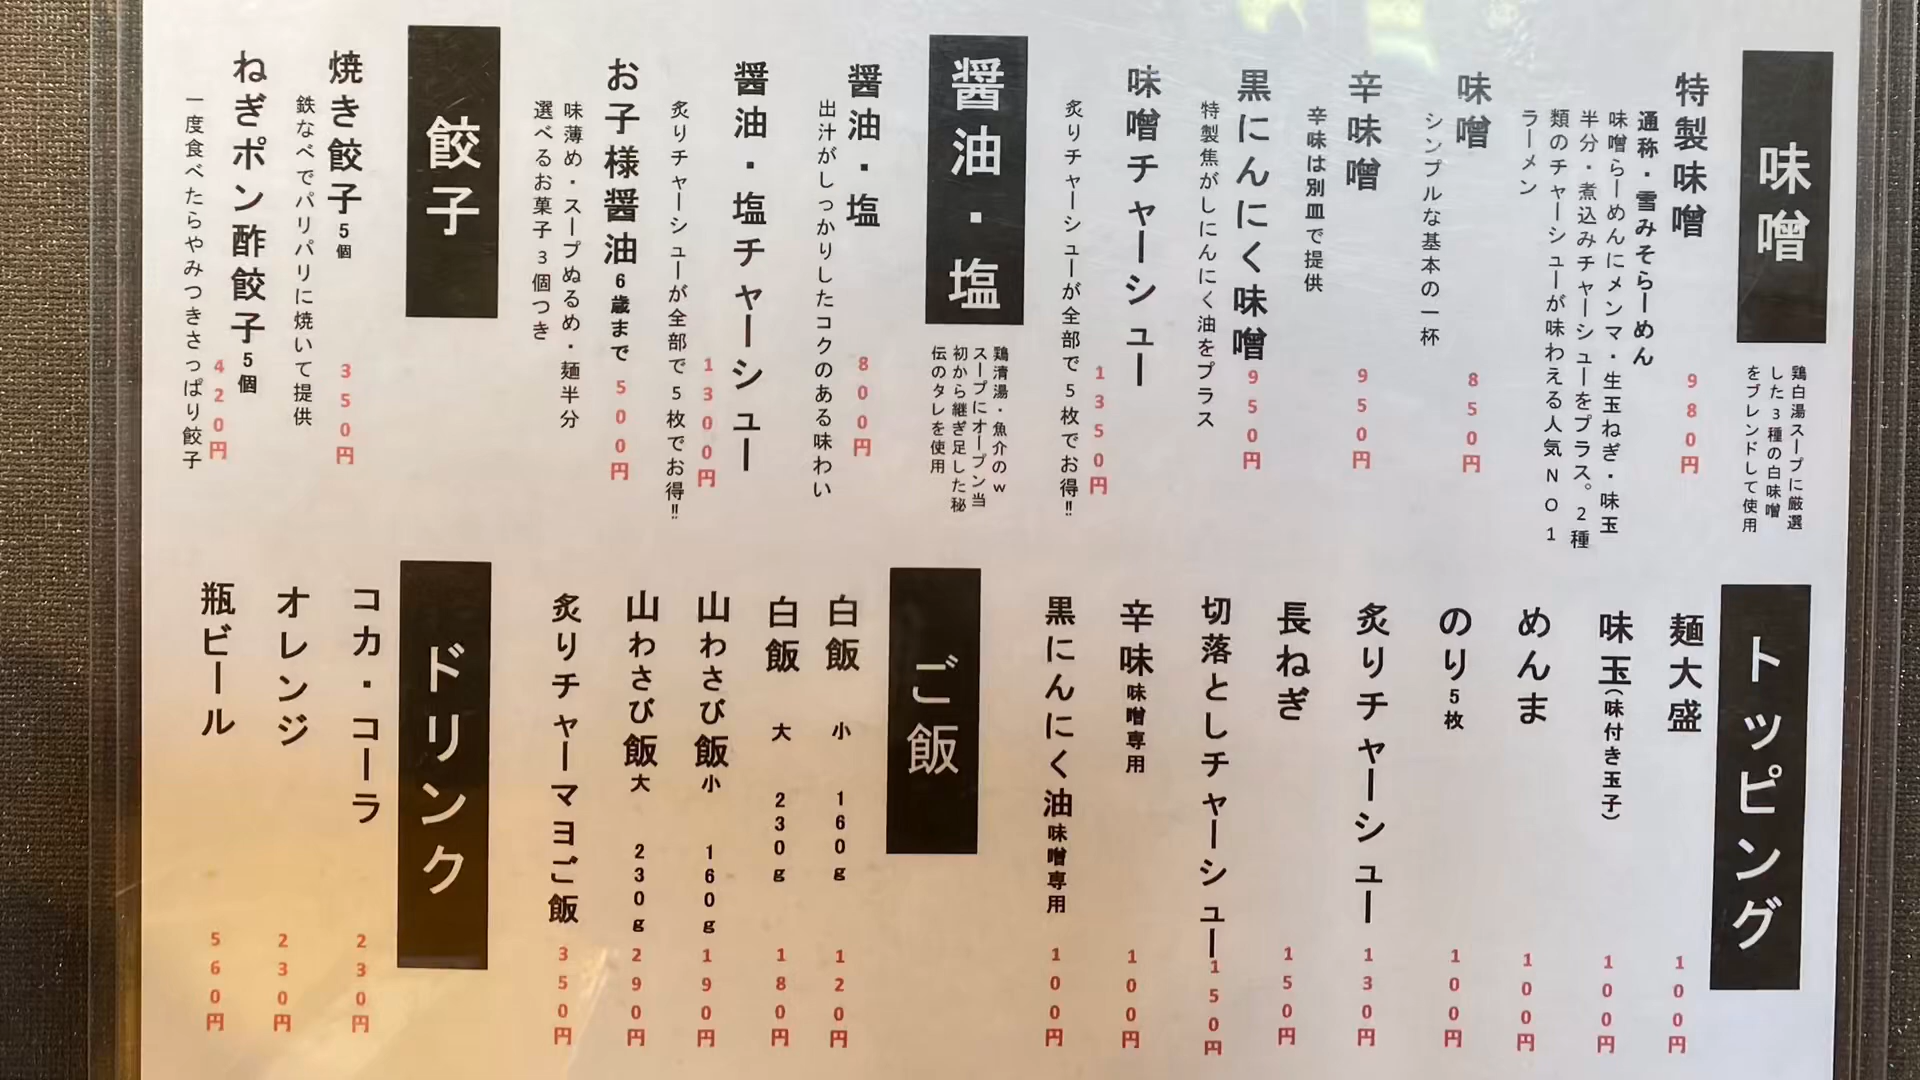 味噌
鶏白湯スープに厳選
した3種の白味噌
をブレンドして使用
特製味噌 980円
通称・雪みそらーめん
味噌らーめんにメンマ・生玉ねぎ・味玉
半分・煮込みチャーシューをプラス。2種
類のチャーシューが味わえる人気NO1
ラーメン
味噌 850円
シンプルな基本の一杯
辛味噌 950円
辛味は別皿で提供
黒にんにく味噌 950円
特製焦がしにんにく油をプラス
味噌チャーシュー 1350円
炙りチャーシューが全部で5枚でお得!!
醤油・塩
鶏清湯・魚介のw
スープにオープン当
初から継ぎ足した秘
伝のタレを使用
醤油・塩 800円
出汁がしっかりしたコクのある味わい
醤油・塩チャーシュー 1300円
炙りチャーシューが全部で5枚でお得!!
お子様醤油6歳まで 500円
味薄め・スープぬるめ・麺半分
選べるお菓子3個つき
餃子
焼き餃子5個 350円
鉄なべでパリパリに焼いて提供
ねぎポン酢餃子5個 420円
一度食べたらやみつきさっぱり餃子
トッピング
麺大盛 100円
味玉(味付き玉子) 100円
めんま 100円
のり5枚 100円
炙りチャーシュー 130円
長ねぎ 150円
切落としチャーシュー 150円
辛味味噌専用 100円
黒にんにく油味噌専用 100円
ご飯
白飯 小 160g 120円
白飯 大 230g 180円
山わさび飯小 160g 190円
山わさび飯大 230g 290円
炙りチャーマヨご飯 350円
ドリンク
コカ・コーラ 230円
オレンジ 230円
瓶ビール 560円